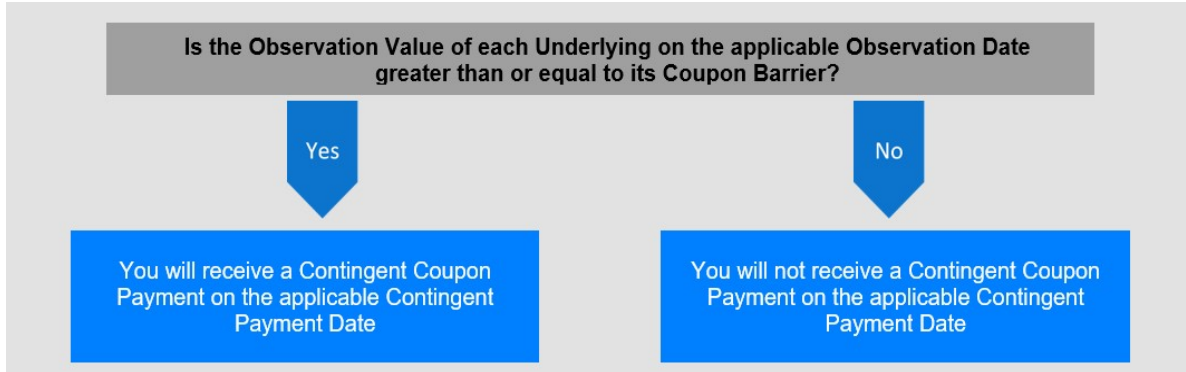 Is the Observation Value of each Underlying on the applicable Observation Date
greater than or equal to its Coupon Barrier?
Yes
No
You will receive a Contingent Coupon
Payment on the applicable Contingent
Payment Date
You will not receive a Contingent Coupon
Payment on the applicable Contingent
Payment Date